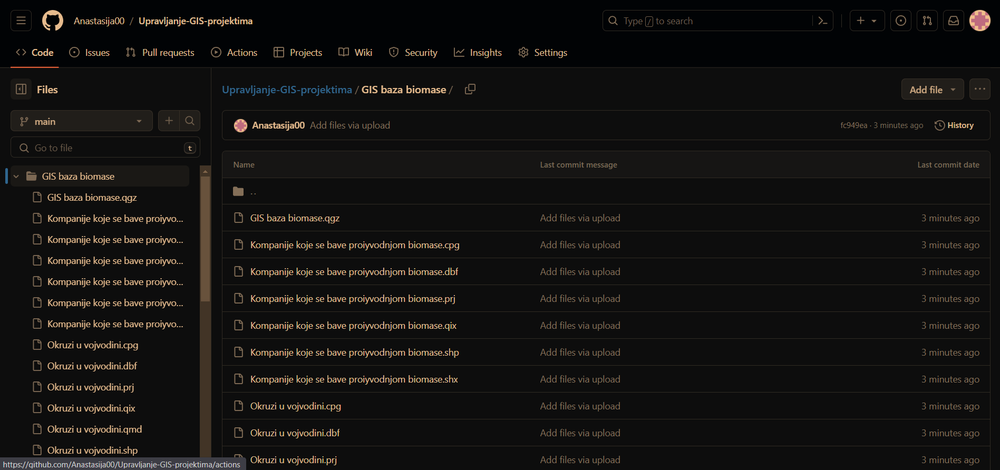 Anastasija00 / Upravljanje-GIS-projektima
Type / to search
Code Issues Pull requests Actions Projects Wiki Security Insights Settings
Files
main
Go to file t
GIS baza biomase
GIS baza biomase.qgz
Kompanije koje se bave proiyvo...
Kompanije koje se bave proiyvo...
Kompanije koje se bave proiyvo...
Kompanije koje se bave proiyvo...
Kompanije koje se bave proiyvo...
Kompanije koje se bave proiyvo...
Okruzi u vojvodini.cpg
Okruzi u vojvodini.dbf
Okruzi u vojvodini.prj
Okruzi u vojvodini.qix
Okruzi u vojvodini.qmd
Okruzi u vojvodini.shp
https://github.com/Anastasija00/Upravljanje-GIS-projektima/actions
Upravljanje-GIS-projektima / GIS baza biomase /
Add file
Anastasija00 Add files via upload fc949ea · 3 minutes ago History
Name Last commit message Last commit date
..
GIS baza biomase.qgz Add files via upload 3 minutes ago
Kompanije koje se bave proiyvodnjom biomase.cpg Add files via upload 3 minutes ago
Kompanije koje se bave proiyvodnjom biomase.dbf Add files via upload 3 minutes ago
Kompanije koje se bave proiyvodnjom biomase.prj Add files via upload 3 minutes ago
Kompanije koje se bave proiyvodnjom biomase.qix Add files via upload 3 minutes ago
Kompanije koje se bave proiyvodnjom biomase.shp Add files via upload 3 minutes ago
Kompanije koje se bave proiyvodnjom biomase.shx Add files via upload 3 minutes ago
Okruzi u vojvodini.cpg Add files via upload 3 minutes ago
Okruzi u vojvodini.dbf Add files via upload 3 minutes ago
Okruzi u vojvodini.prj Add files via upload 3 minutes ago